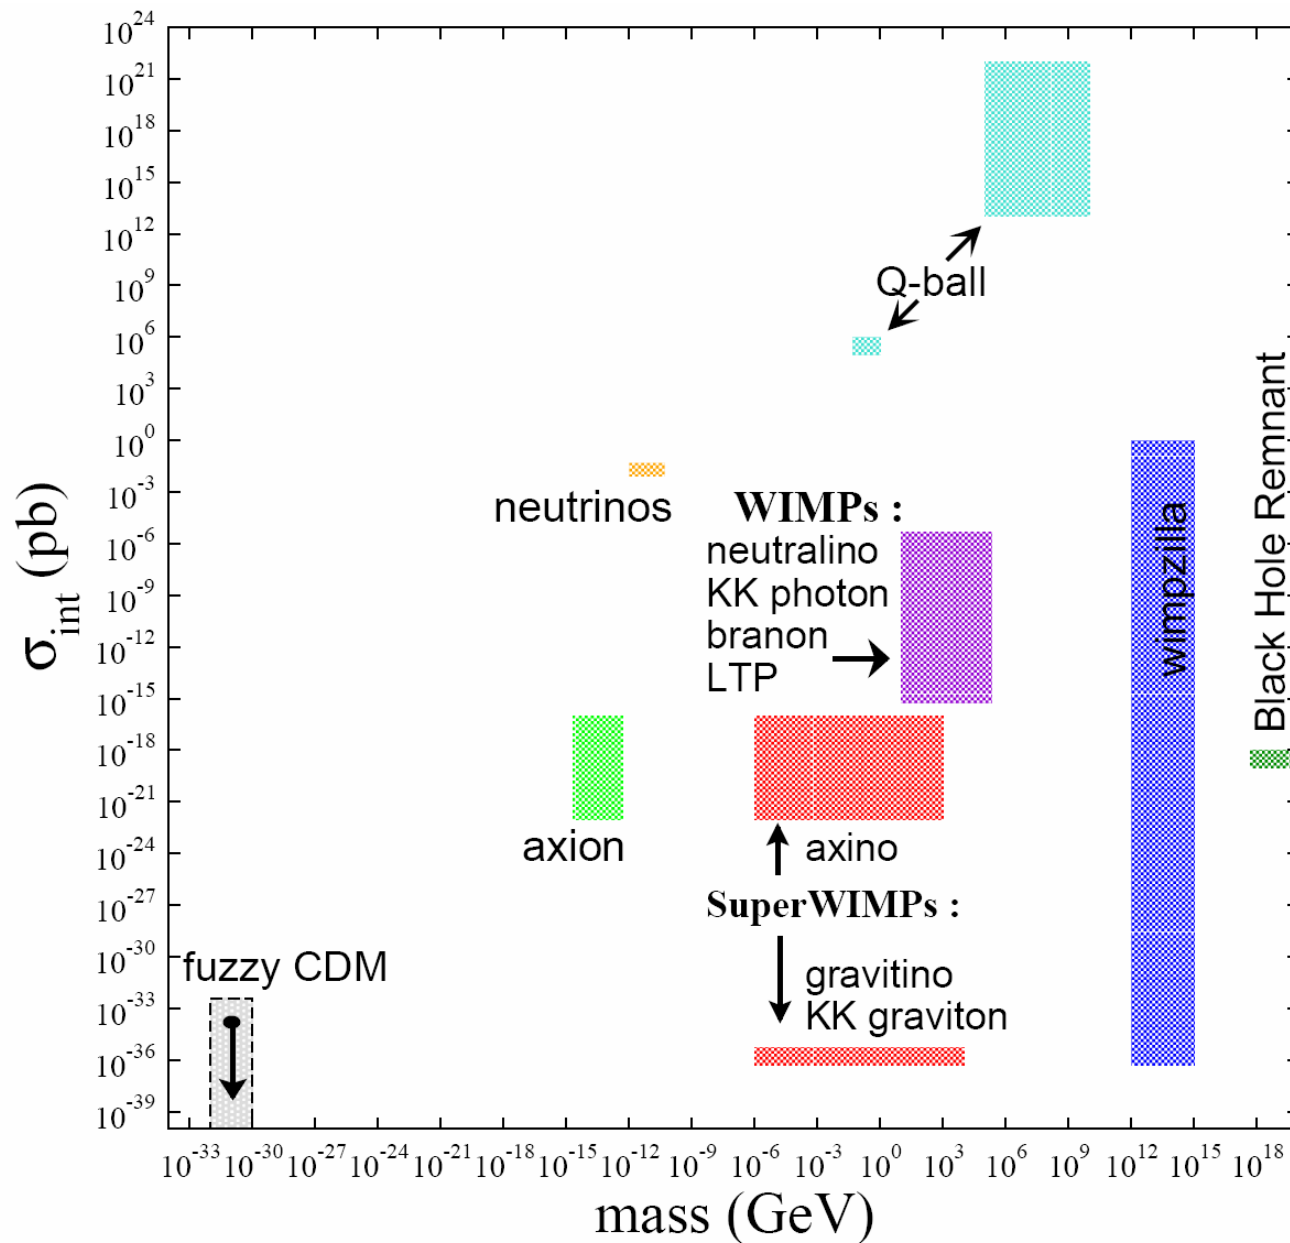 10^24
10^21
10^18
10^15
10^12
10^9
10^6
10^3
10^0
10^-3
10^-6
10^-9
10^-12
10^-15
10^-18
10^-21
10^-24
10^-27
10^-30
10^-33
10^-36
10^-39
σ_int (pb)
Q-ball
neutrinos
WIMPs :
neutralino
KK photon
branon
LTP
wimpzilla
Black Hole Remnant
axion
axino
SuperWIMPs :
gravitino
KK graviton
fuzzy CDM
10^-33 10^-30 10^-27 10^-24 10^-21 10^-18 10^-15 10^-12 10^-9 10^-6 10^-3 10^0 10^3 10^6 10^9 10^12 10^15 10^18
mass (GeV)